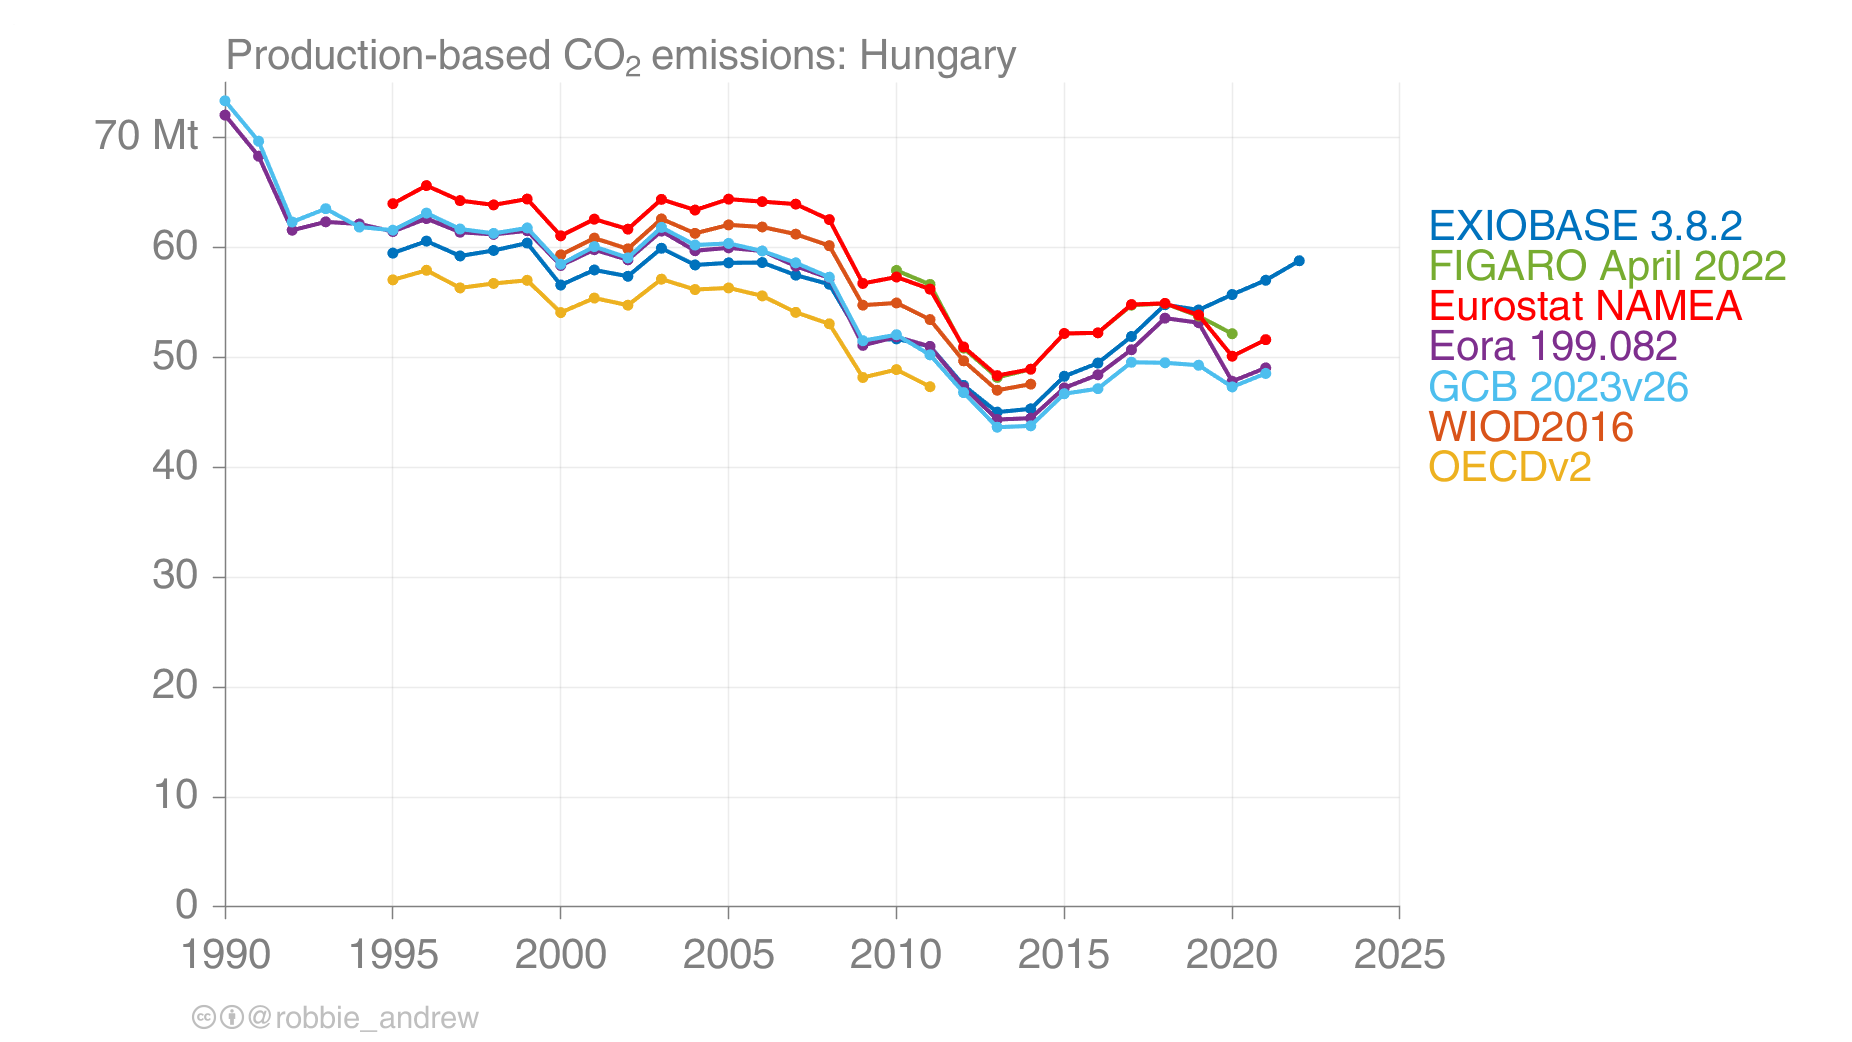 Production-based CO₂ emissions: Hungary
70 Mt
60
50
40
30
20
10
0
1990 1995 2000 2005 2010 2015 2020 2025
EXIOBASE 3.8.2
FIGARO April 2022
Eurostat NAMEA
Eora 199.082
GCB 2023v26
WIOD2016
OECDv2
cc @robbie_andrew